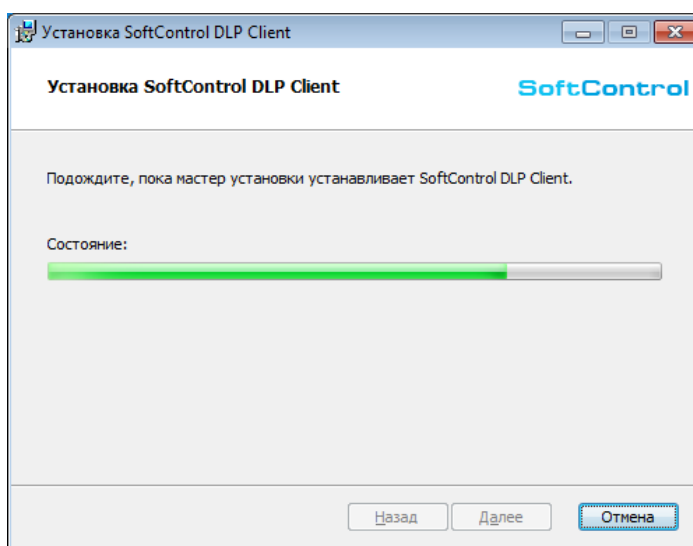 Установка SoftControl DLP Client
Установка SoftControl DLP Client
SoftControl
Подождите, пока мастер установки устанавливает SoftControl DLP Client.
Состояние:
Назад
Далее
Отмена